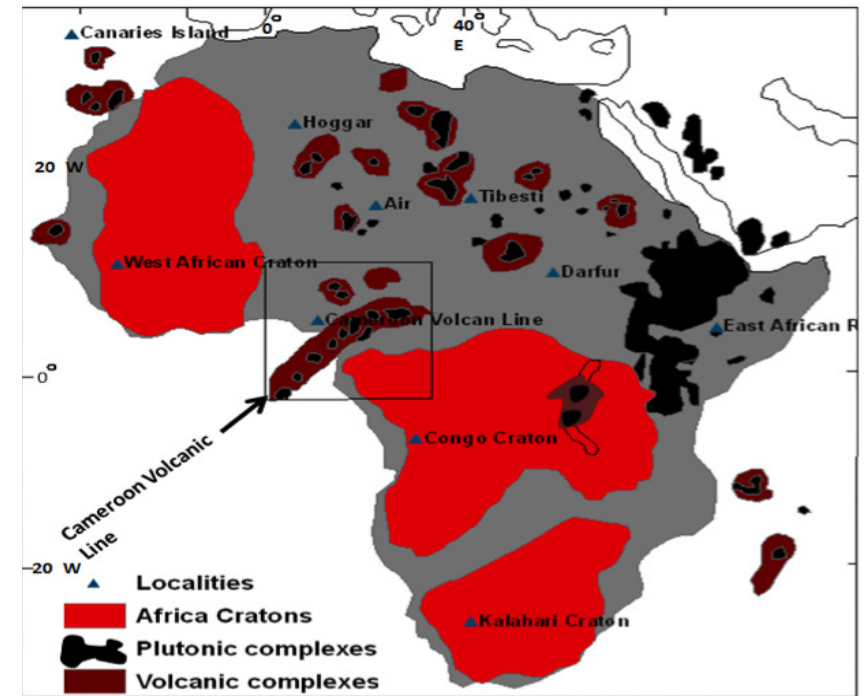 Canaries Island
0°
40°
E
Hoggar
20 W
Air
Tibesti
West African Craton
Darfur
Cameroon Volcan Line
East African R
0°
Congo Craton
Cameroon Volcanic
Line
20 W
Localities
Kalahari Craton
Africa Cratons
Plutonic complexes
Volcanic complexes